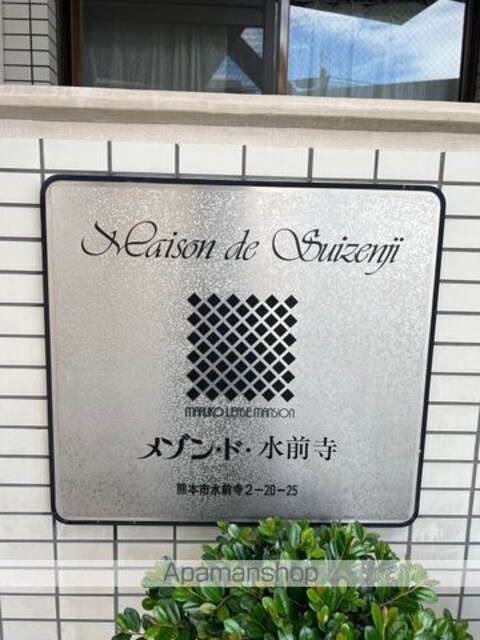 Maison de Suizenji
MARUKO LEASE MANSION
メゾン・ド・水前寺
熊本市水前寺2-20-25
Apamanshop